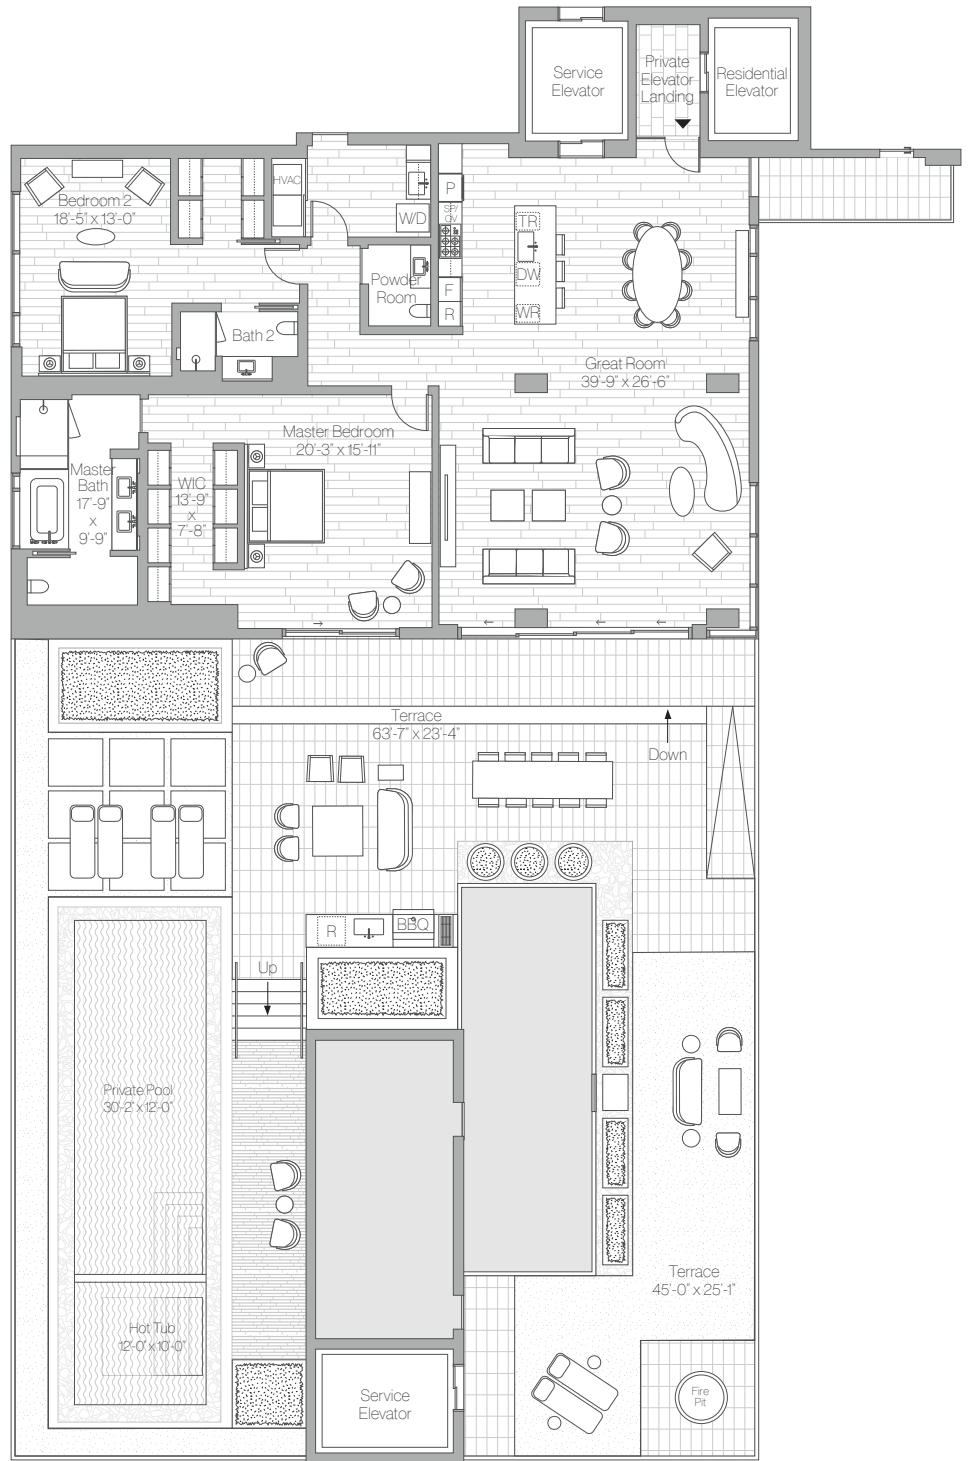 Service
Elevator
Private
Elevator
Landing
Residential
Elevator
HVAC
Bedroom 2
18'-5" x 13'-0"
W/D
P
SP/
OV
F
R
TR
DW
WR
Powder
Room
Bath 2
Great Room
39'-9" x 26'-6"
Master Bedroom
20'-3" x 15'-11"
Master
Bath
17'-9"
x
9'-9"
WIC
13'-9"
x
7'-8"
Terrace
63'-7" x 23'-4"
Down
R
BBQ
Up
Private Pool
30'-2" x 12'-0"
Hot Tub
12'-0" x 10'-0"
Terrace
45'-0" x 25'-1"
Service
Elevator
Fire
Pit